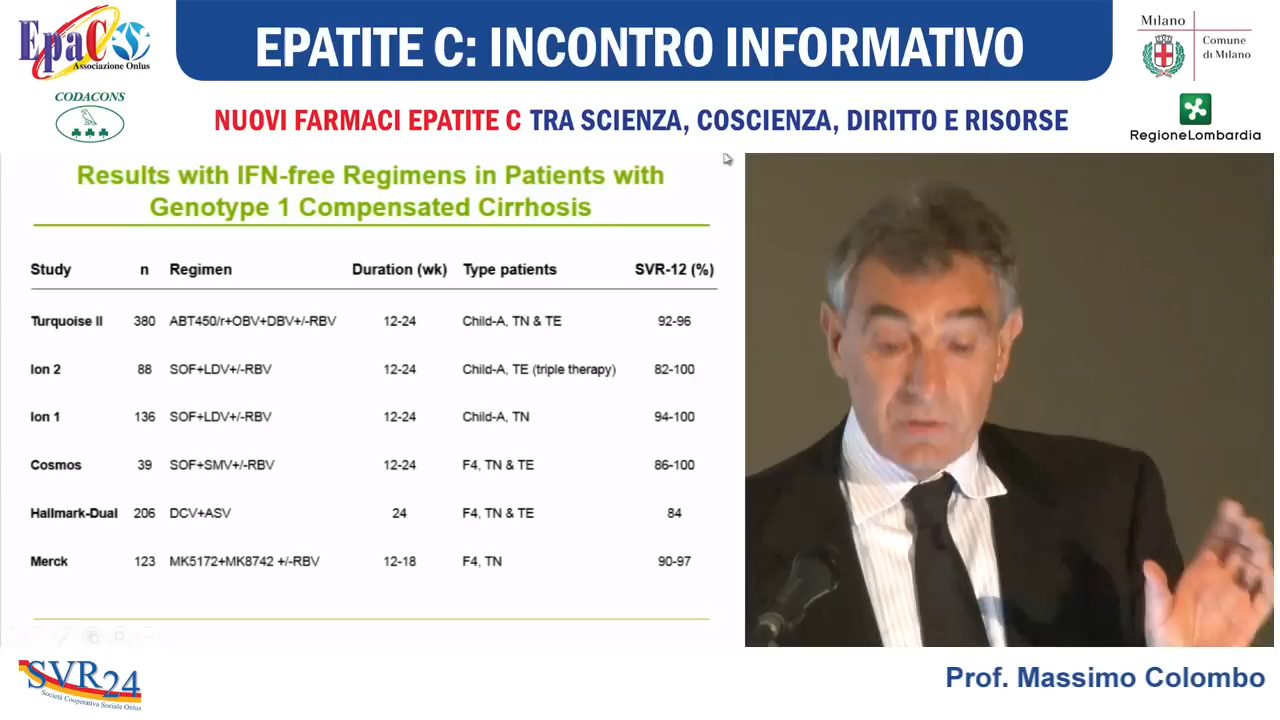 EpaC
Associazione Onlus
CODACONS
EPATITE C: INCONTRO INFORMATIVO
NUOVI FARMACI EPATITE C TRA SCIENZA, COSCIENZA, DIRITTO E RISORSE
Milano
Comune
di Milano
RegioneLombardia
Results with IFN-free Regimens in Patients with
Genotype 1 Compensated Cirrhosis
Study n Regimen Duration (wk) Type patients SVR-12 (%)
Turquoise II 380 ABT450/r+OBV+DBV+/-RBV 12-24 Child-A, TN & TE 92-96
Ion 2 88 SOF+LDV+/-RBV 12-24 Child-A, TE (triple therapy) 82-100
Ion 1 136 SOF+LDV+/-RBV 12-24 Child-A, TN 94-100
Cosmos 39 SOF+SMV+/-RBV 12-24 F4, TN & TE 86-100
Hallmark-Dual 206 DCV+ASV 24 F4, TN & TE 84
Merck 123 MK5172+MK8742 +/-RBV 12-18 F4, TN 90-97
SVR24
Società Cooperativa Sociale Onlus
Prof. Massimo Colombo